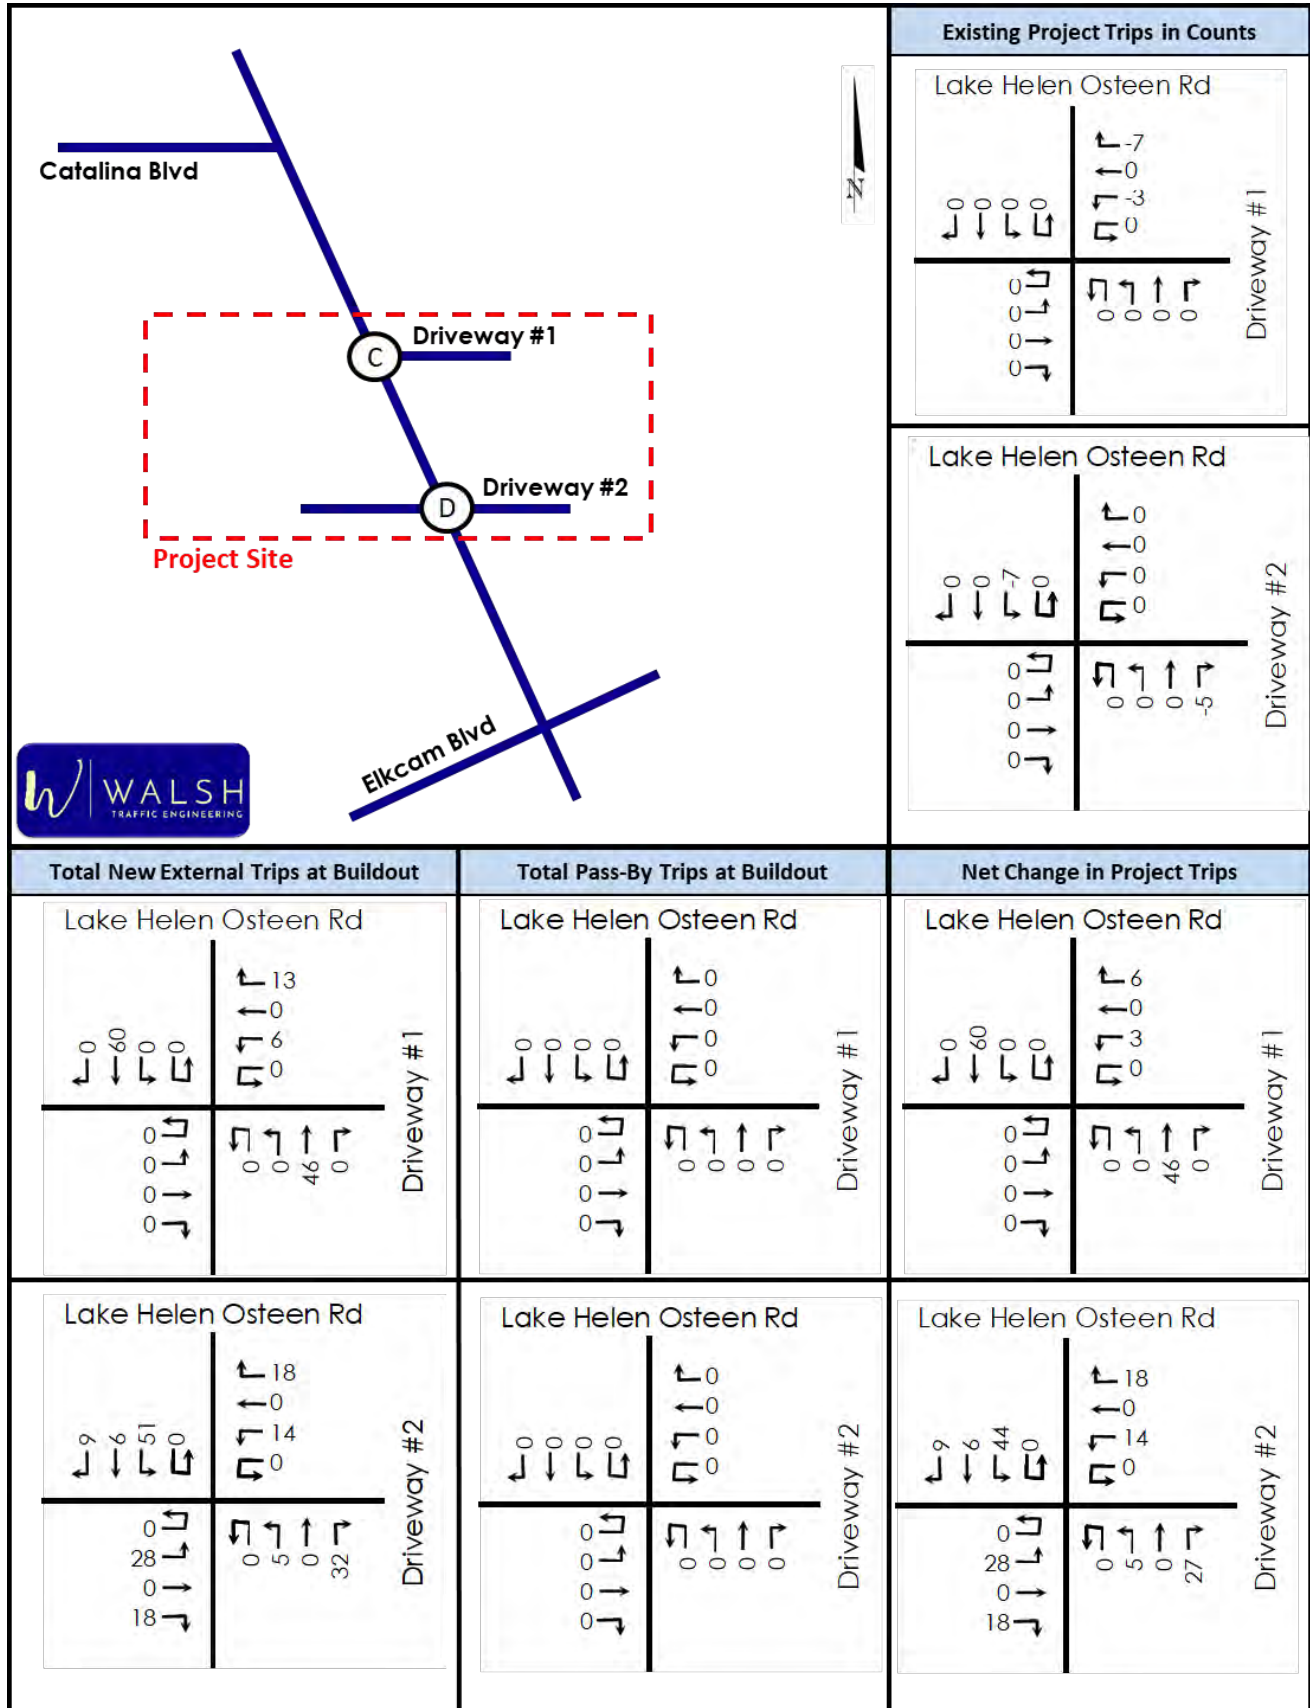 Existing Project Trips in Counts
Catalina Blvd
N
Driveway #1
C
Driveway #2
D
Project Site
Elkcam Blvd
W WALSH
TRAFFIC ENGINEERING
Lake Helen Osteen Rd
-7
0
-3
0
0 0 0 0
0
0
0
0
0 0 0 0
Driveway #1
Lake Helen Osteen Rd
0
0
0
0
0 0 -7 0
0
0
0
0
0 0 0 -5
Driveway #2
Total New External Trips at Buildout
Total Pass-By Trips at Buildout
Net Change in Project Trips
Lake Helen Osteen Rd
13
0
6
0
0 60 0 0
0
0
0
0
0 0 46 0
Driveway #1
Lake Helen Osteen Rd
0
0
0
0
0 0 0 0
0
0
0
0
0 0 0 0
Driveway #1
Lake Helen Osteen Rd
6
0
3
0
0 60 0 0
0
0
0
0
0 0 46 0
Driveway #1
Lake Helen Osteen Rd
18
0
14
0
9 6 51 0
0
28
0
18
0 5 0 32
Driveway #2
Lake Helen Osteen Rd
0
0
0
0
0 0 0 0
0
0
0
0
0 0 0 0
Driveway #2
Lake Helen Osteen Rd
18
0
14
0
9 6 44 0
0
28
0
18
0 5 0 27
Driveway #2